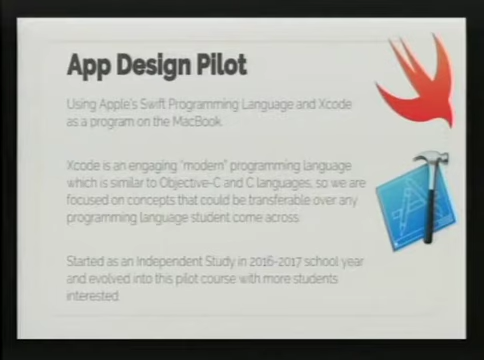 App Design Pilot
Using Apple's Swift Programming Language and Xcode
as a program on the MacBook.
Xcode is an engaging "modern" programming language
which is similar to Objective-C and C languages, so we are
focused on concepts that could be transferable over any
programming language student come across.
Started as an Independent Study in 2016-2017 school year
and evolved into this pilot course with more students
interested.